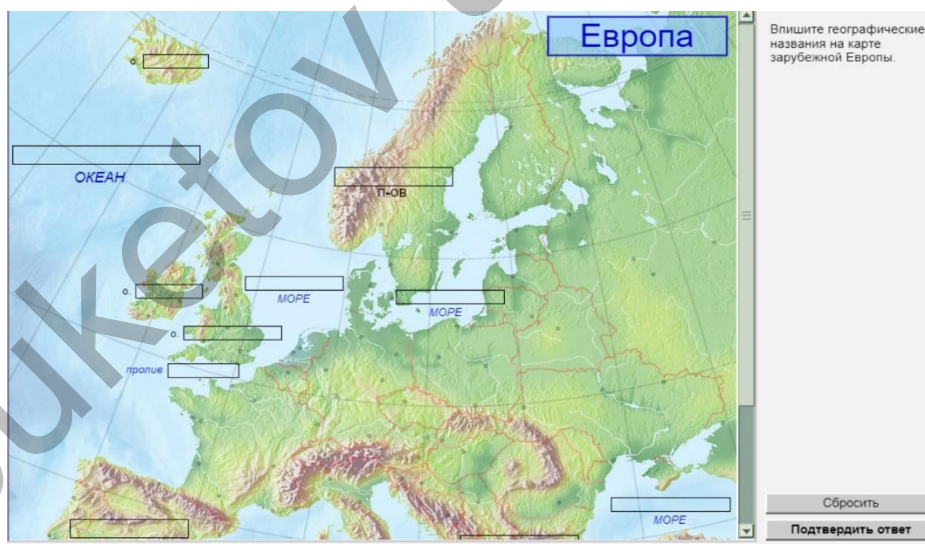 Европа
Впишите географические
названия на карте
зарубежной Европы.
о.
ОКЕАН
П-ОВ
о.
МОРЕ
МОРЕ
о.
пролив
МОРЕ
Сбросить
Подтвердить ответ